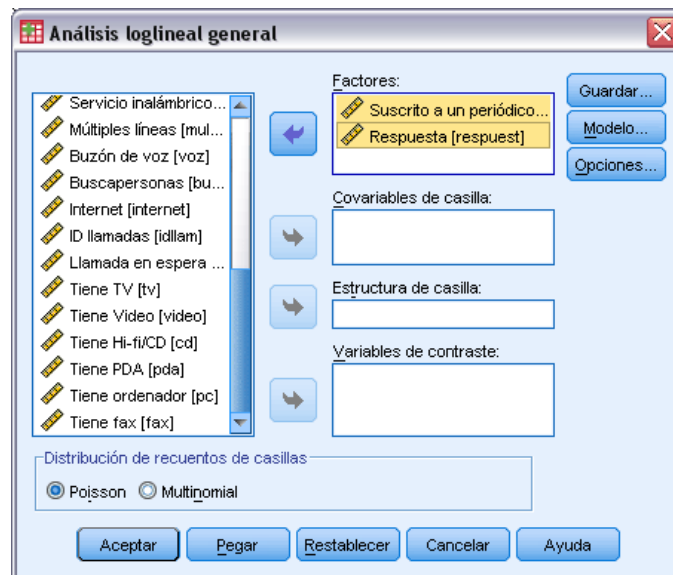 Análisis loglineal general
Servicio inalámbrico...
Múltiples líneas [mul...
Buzón de voz [voz]
Buscapersonas [bu...
Internet [internet]
ID llamadas [idllam]
Llamada en espera ...
Tiene TV [tv]
Tiene Video [video]
Tiene Hi-fi/CD [cd]
Tiene PDA [pda]
Tiene ordenador [pc]
Tiene fax [fax]
Factores:
Suscrito a un periódico...
Respuesta [respuest]
Covariables de casilla:
Estructura de casilla:
Variables de contraste:
Guardar...
Modelo...
Opciones...
Distribución de recuentos de casillas
Poisson
Multinomial
Aceptar
Pegar
Restablecer
Cancelar
Ayuda